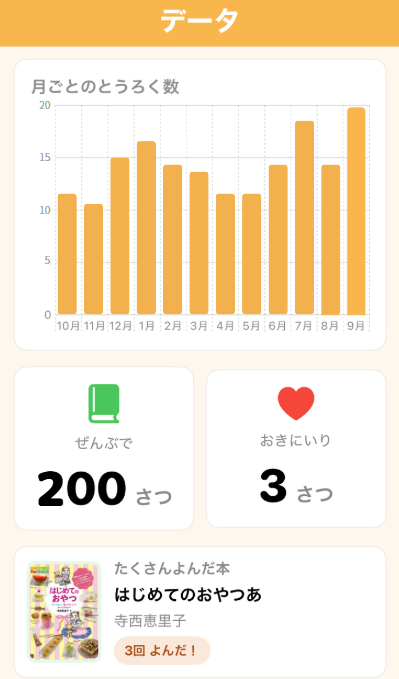 データ
月ごとのとうろく数
20
15
10
5
0
10月 11月 12月 1月 2月 3月 4月 5月 6月 7月 8月 9月
ぜんぶで
200 さつ
おきにいり
3 さつ
たくさんよんだ本
はじめてのおやつあ
寺西恵里子
3回 よんだ！
はじめての
おやつ